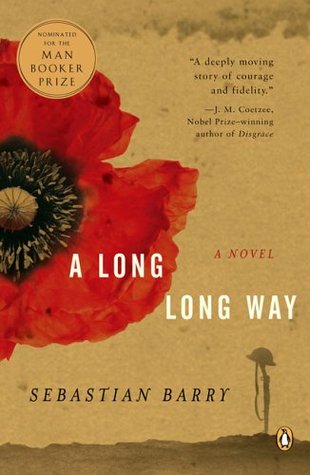 NOMINATED
FOR THE
MAN
BOOKER
PRIZE
"A deeply moving
story of courage
and fidelity."
—J. M. Coetzee,
Nobel Prize–winning
author of Disgrace
A NOVEL
A LONG
LONG WAY
SEBASTIAN BARRY